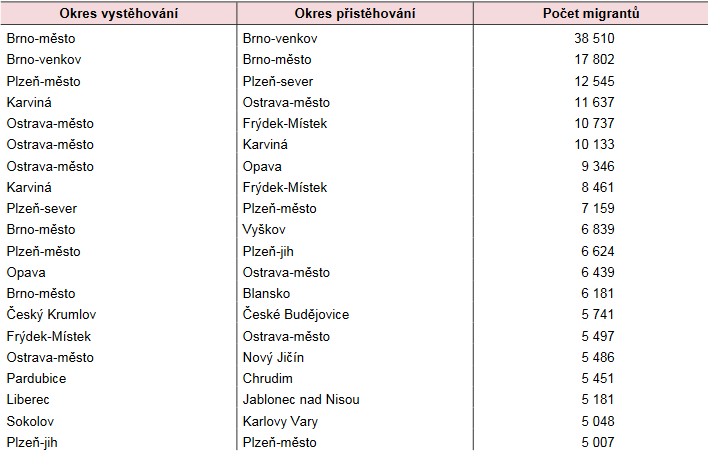 Okres vystěhování Okres přistěhování Počet migrantů
Brno-město Brno-venkov 38 510
Brno-venkov Brno-město 17 802
Plzeň-město Plzeň-sever 12 545
Karviná Ostrava-město 11 637
Ostrava-město Frýdek-Místek 10 737
Ostrava-město Karviná 10 133
Ostrava-město Opava 9 346
Karviná Frýdek-Místek 8 461
Plzeň-sever Plzeň-město 7 159
Brno-město Vyškov 6 839
Plzeň-město Plzeň-jih 6 624
Opava Ostrava-město 6 439
Brno-město Blansko 6 181
Český Krumlov České Budějovice 5 741
Frýdek-Místek Ostrava-město 5 497
Ostrava-město Nový Jičín 5 486
Pardubice Chrudim 5 451
Liberec Jablonec nad Nisou 5 181
Sokolov Karlovy Vary 5 048
Plzeň-jih Plzeň-město 5 007